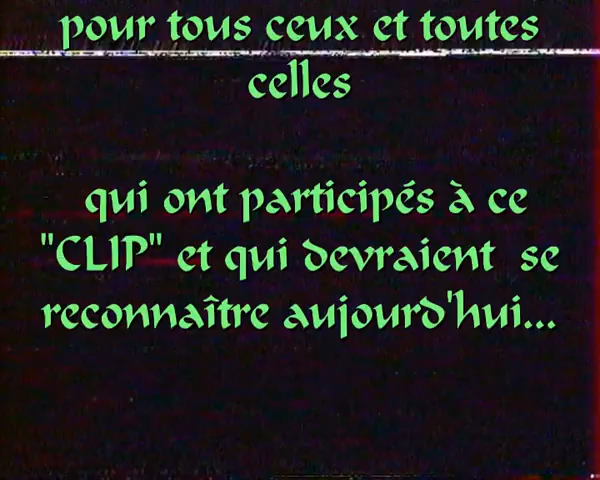 pour tous ceux et toutes
celles
qui ont participés à ce
"CLIP" et qui devraient se
reconnaître aujourd'hui...